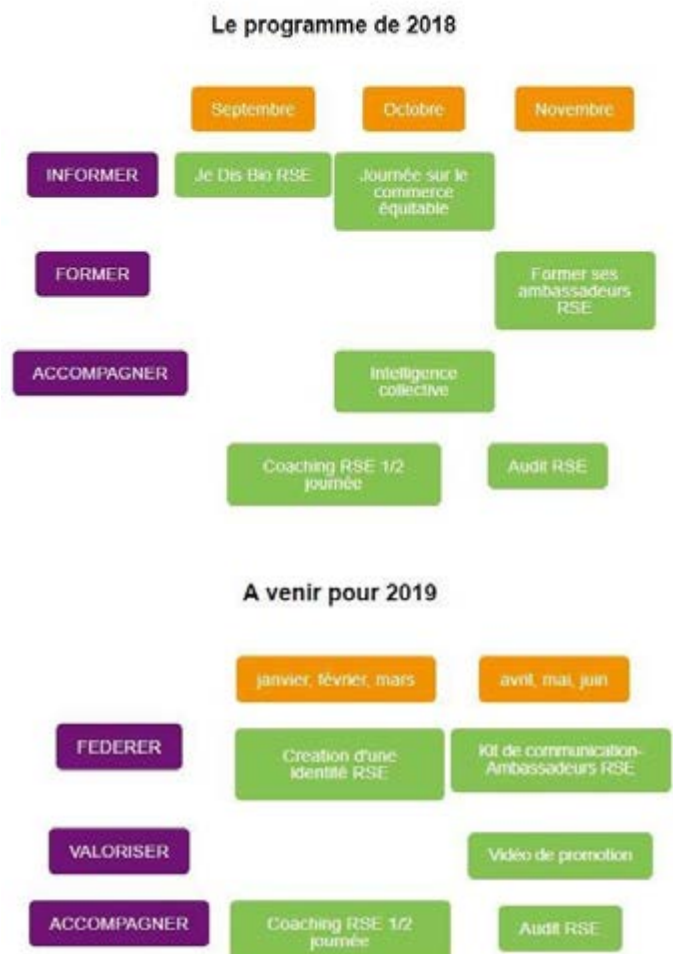 Le programme de 2018
Septembre
Octobre
Novembre
INFORMER
Je Dis Bio RSE
Journée sur le
commerce
équitable
FORMER
Former ses
ambassadeurs
RSE
ACCOMPAGNER
Intelligence
collective
Coaching RSE 1/2
journée
Audit RSE
A venir pour 2019
janvier, février, mars
avril, mai, juin
FEDERER
Creation d'une
identité RSE
Kit de communication-
Ambassadeurs RSE
VALORISER
Vidéo de promotion
ACCOMPAGNER
Coaching RSE 1/2
journée
Audit RSE